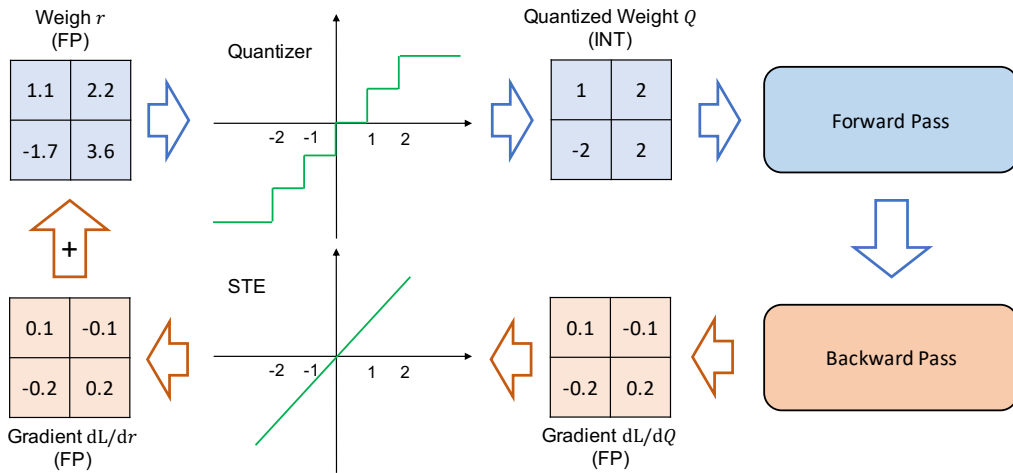 Weigh r
(FP)
Quantizer
Quantized Weight Q
(INT)
1.1 2.2
-1.7 3.6
-2 -1 1 2
1 2
-2 2
Forward Pass
+
STE
0.1 -0.1
-0.2 0.2
-2 -1 1 2
0.1 -0.1
-0.2 0.2
Backward Pass
Gradient dL/dr
(FP)
Gradient dL/dQ
(FP)